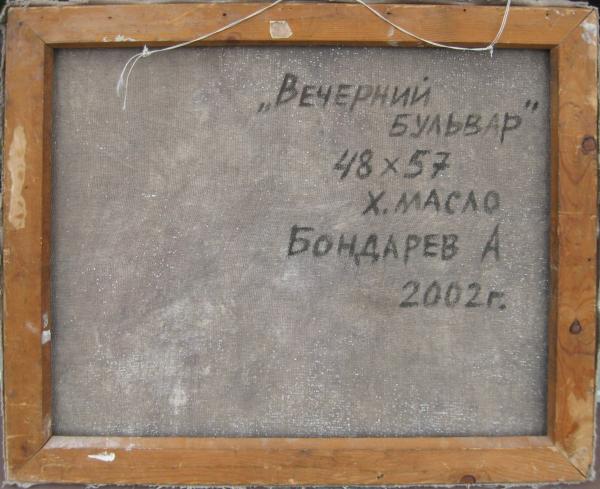 „Вечерний
бульвар"
48×57
х. масло
Бондарев А
2002г.